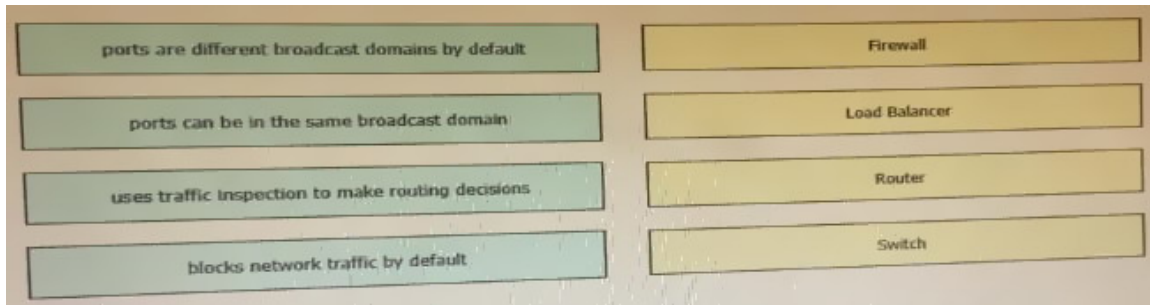 ports are different broadcast domains by default
ports can be in the same broadcast domain
uses traffic inspection to make routing decisions
blocks network traffic by default
Firewall
Load Balancer
Router
Switch